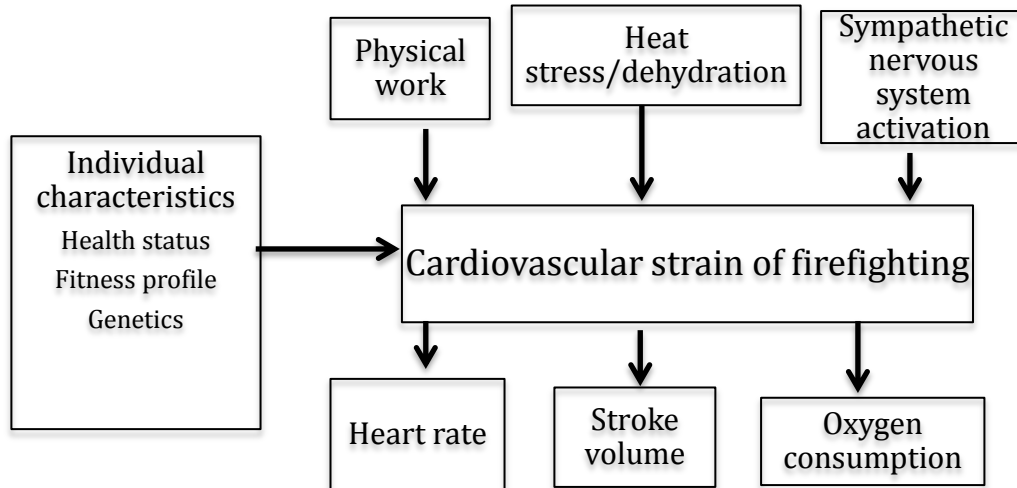 Physical
work
Heat
stress/dehydration
Sympathetic
nervous
system
activation
Individual
characteristics
Health status
Fitness profile
Genetics
Cardiovascular strain of firefighting
Heart rate
Stroke
volume
Oxygen
consumption